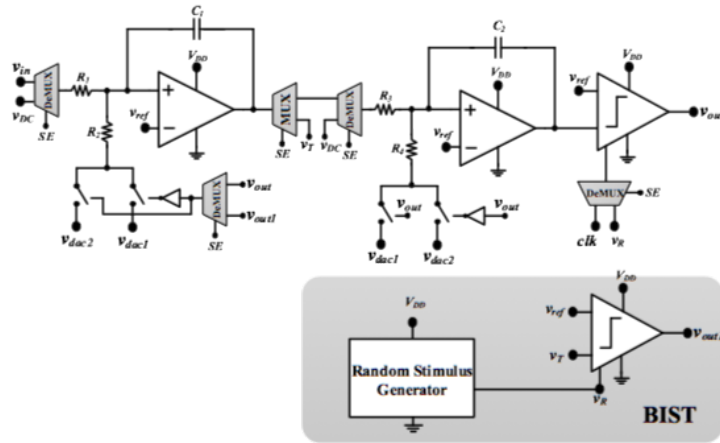 C1
vin
DeMUX
R1
VDD
+
vref
−
vDC
SE
R2
MUX
SE
vT
DeMUX
vDC
SE
R3
C2
VDD
+
vref
−
R4
VDD
vref
vout
DeMUX
SE
clk
vR
DeMUX
vout
vout1
SE
vdac2
vdac1
vout
vout
vdac1
vdac2
VDD
Random Stimulus
Generator
VDD
vref
vT
vR
vout1
BIST